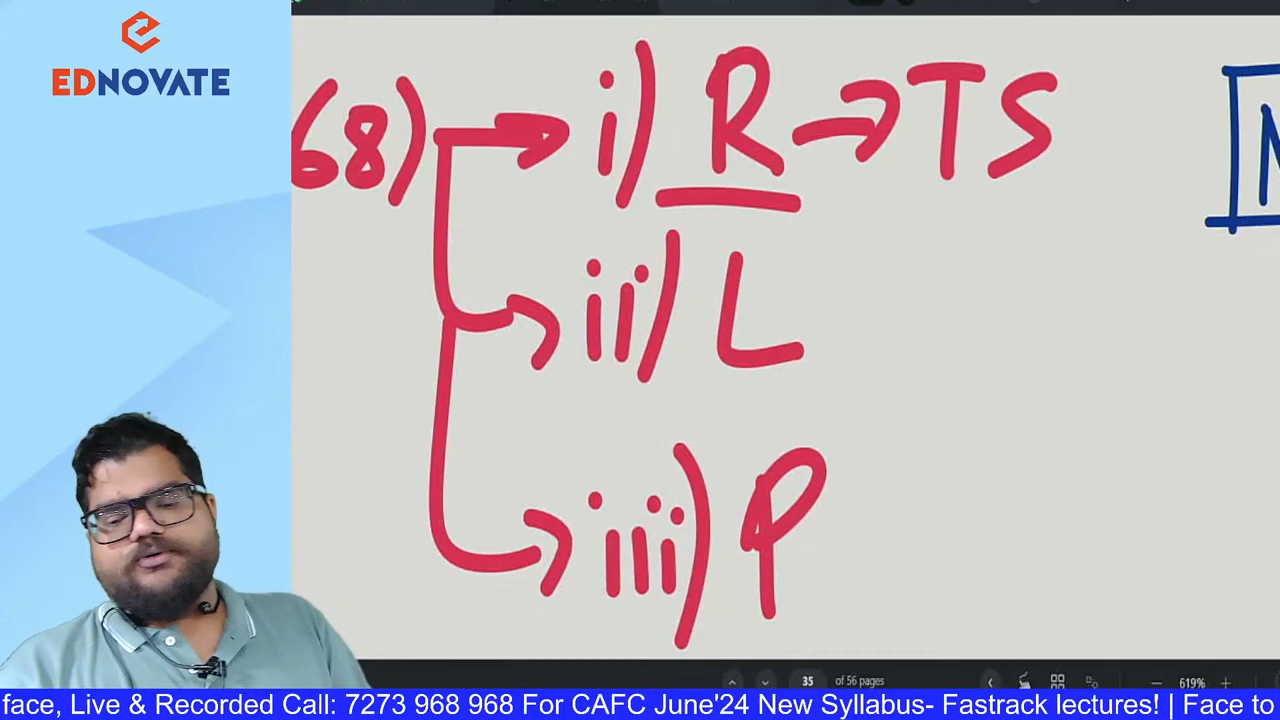 EDNOVATE
68) → i) R → TS
ii) L
iii) P
35 of 56 pages
619%
face, Live & Recorded Call: 7273 968 968 For CAFC June'24 New Syllabus- Fastrack lectures! | Face to